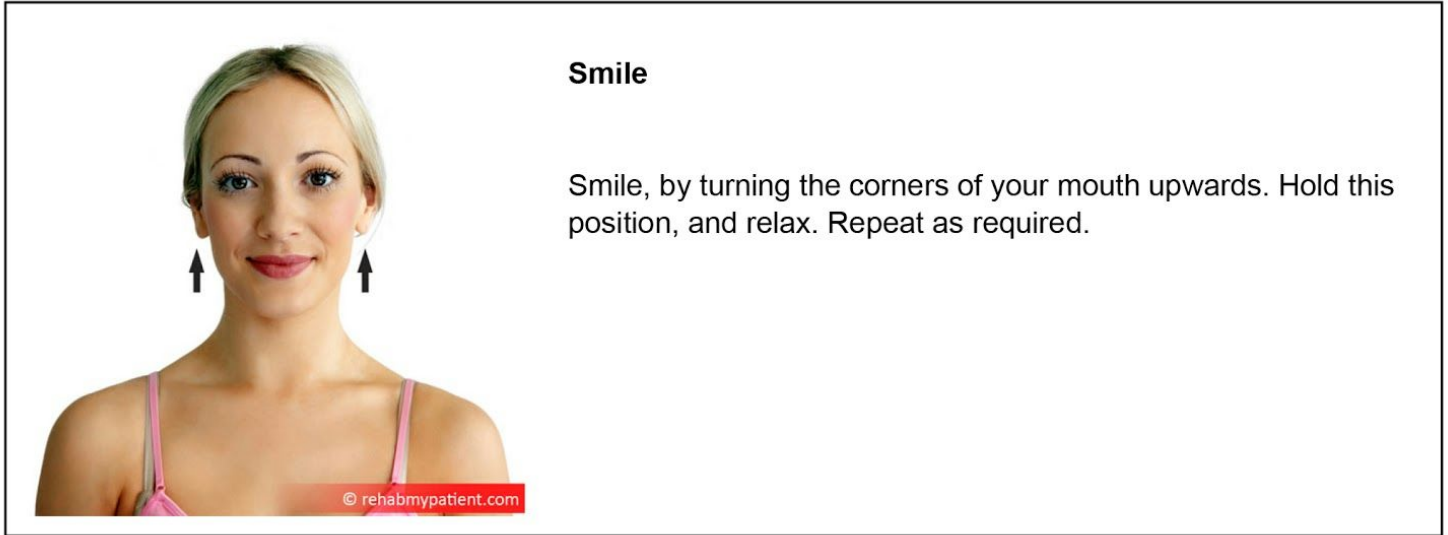 Smile
Smile, by turning the corners of your mouth upwards. Hold this
position, and relax. Repeat as required.
© rehabmypatient.com